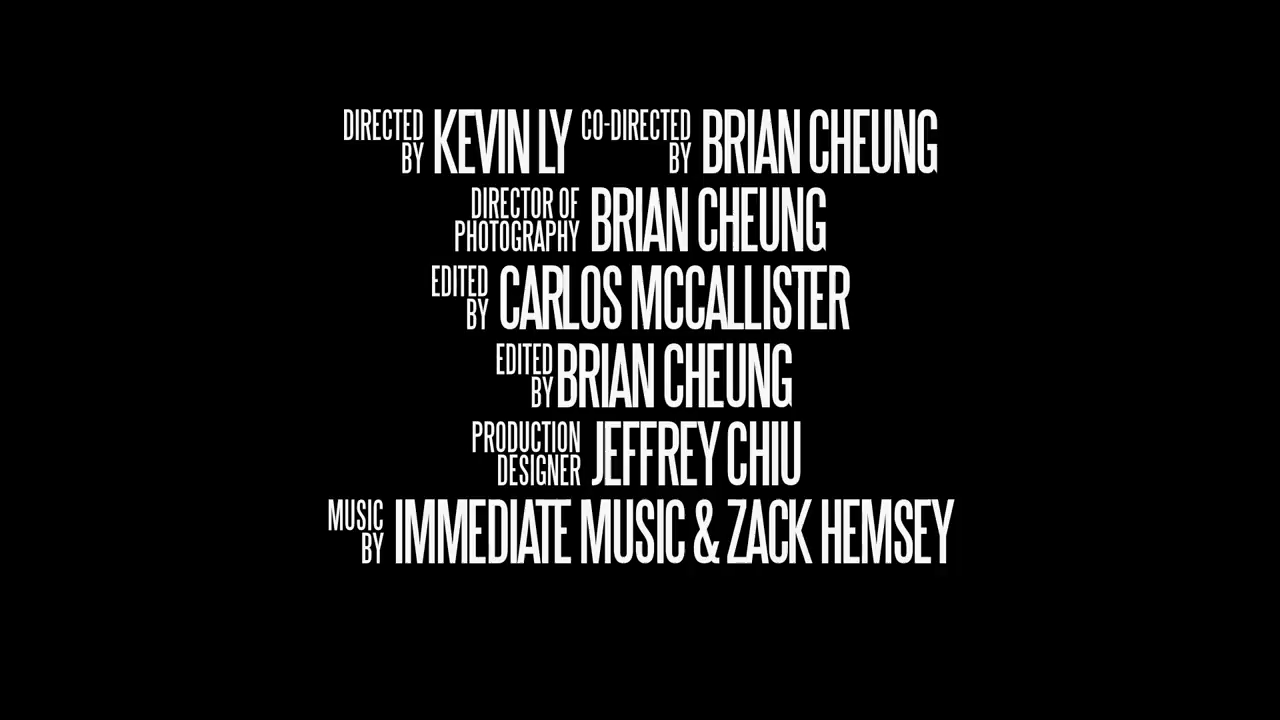 DIRECTED BY KEVIN LY CO-DIRECTED BY BRIAN CHEUNG
DIRECTOR OF PHOTOGRAPHY BRIAN CHEUNG
EDITED BY CARLOS MCCALLISTER
EDITED BY BRIAN CHEUNG
PRODUCTION DESIGNER JEFFREY CHIU
MUSIC BY IMMEDIATE MUSIC & ZACK HEMSEY